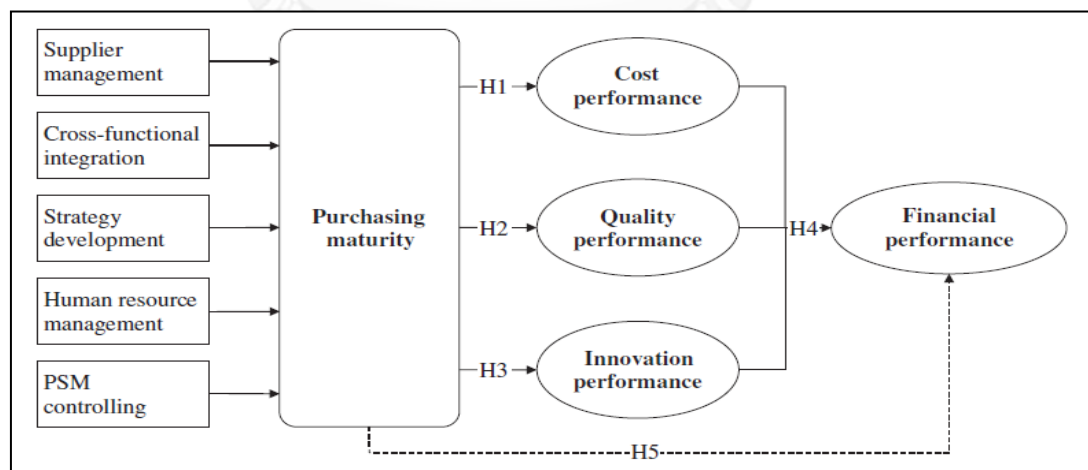 Supplier
management
Cross-functional
integration
Strategy
development
Human resource
management
PSM
controlling
Purchasing
maturity
H1
H2
H3
Cost
performance
Quality
performance
Innovation
performance
H4
Financial
performance
H5